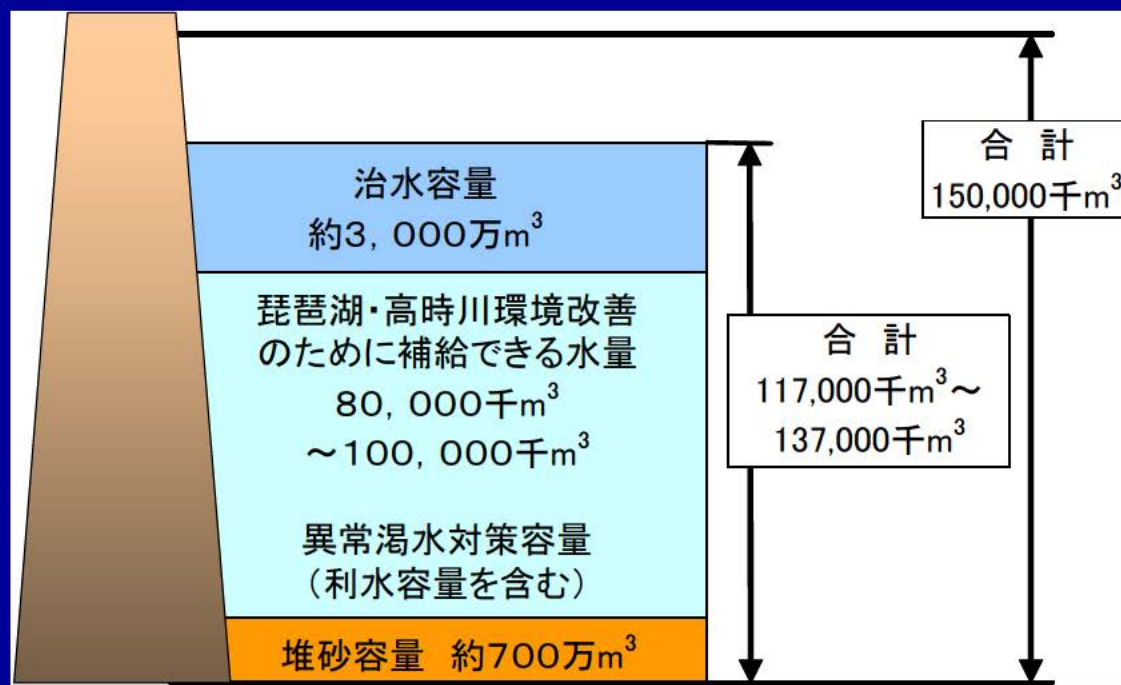 治水容量
約3，000万m³
琵琶湖・高時川環境改善
のために補給できる水量
80，000千m³
～100，000千m³
異常渇水対策容量
（利水容量を含む）
堆砂容量　約700万m³
合　計
117,000千m³～
137,000千m³
合　計
150,000千m³